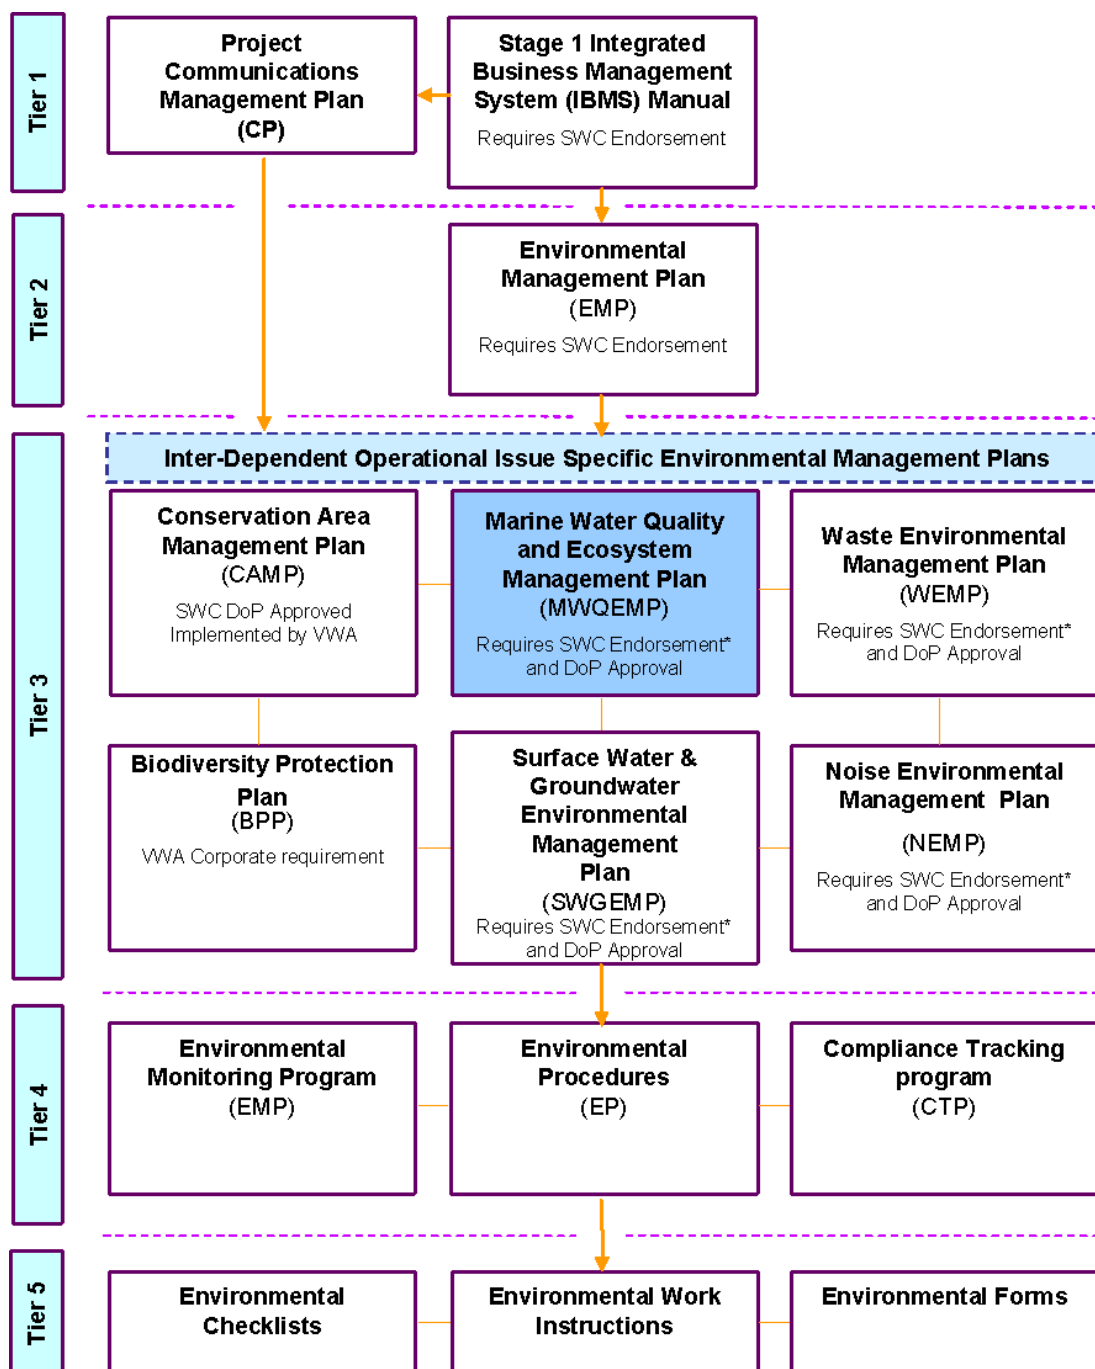 Tier 1
Project
Communications
Management Plan
(CP)
Stage 1 Integrated
Business Management
System (IBMS) Manual
Requires SWC Endorsement
Tier 2
Environmental
Management Plan
(EMP)
Requires SWC Endorsement
Tier 3
Inter-Dependent Operational Issue Specific Environmental Management Plans
Conservation Area
Management Plan
(CAMP)
SWC DoP Approved
Implemented by VWA
Marine Water Quality
and Ecosystem
Management Plan
(MWQEMP)
Requires SWC Endorsement*
and DoP Approval
Waste Environmental
Management Plan
(WEMP)
Requires SWC Endorsement*
and DoP Approval
Biodiversity Protection
Plan
(BPP)
VWA Corporate requirement
Surface Water &
Groundwater
Environmental
Management
Plan
(SWGEMP)
Requires SWC Endorsement*
and DoP Approval
Noise Environmental
Management Plan
(NEMP)
Requires SWC Endorsement*
and DoP Approval
Tier 4
Environmental
Monitoring Program
(EMP)
Environmental
Procedures
(EP)
Compliance Tracking
program
(CTP)
Tier 5
Environmental
Checklists
Environmental Work
Instructions
Environmental Forms